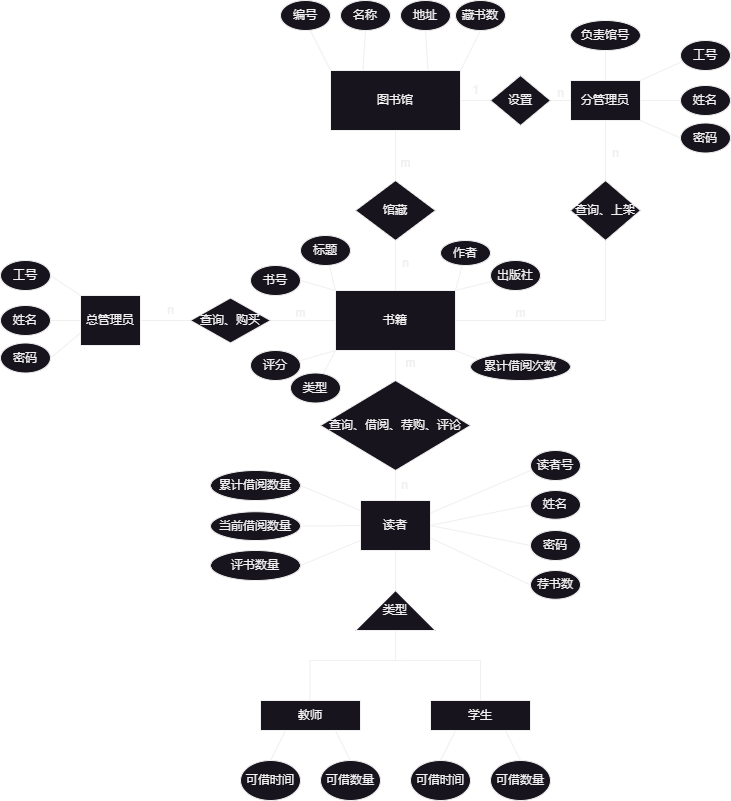 编号
名称
地址
藏书数
负责馆号
工号
图书馆
1
设置
n
分管理员
姓名
密码
m
n
馆藏
查询、上架
标题
作者
n
工号
书号
出版社
总管理员
n
查询、购买
m
书籍
m
姓名
密码
评分
m
累计借阅次数
类型
查询、借阅、荐购、评论
读者号
累计借阅数量
n
姓名
当前借阅数量
读者
密码
评书数量
荐书数
类型
教师
学生
可借时间
可借数量
可借时间
可借数量